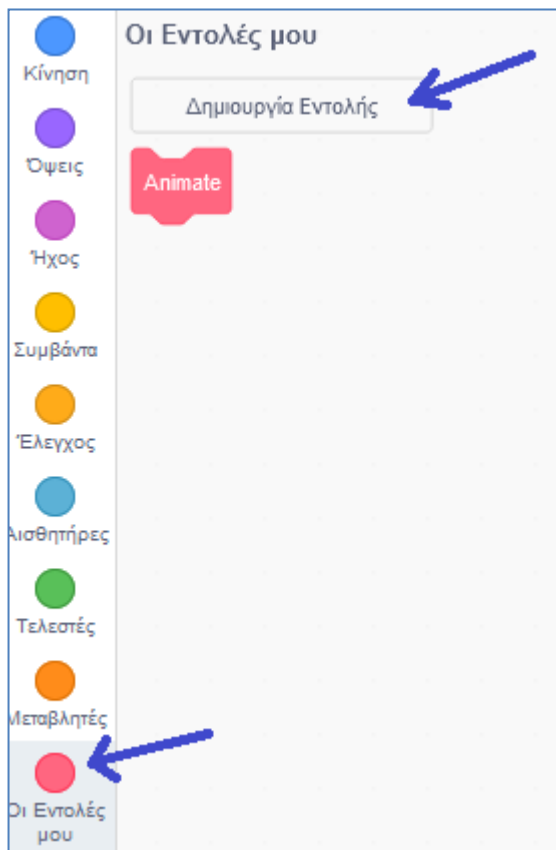 Οι Εντολές μου
Δημιουργία Εντολής
Animate
Κίνηση
Όψεις
Ήχος
Συμβάντα
Έλεγχος
Αισθητήρες
Τελεστές
Μεταβλητές
Οι Εντολές
μου